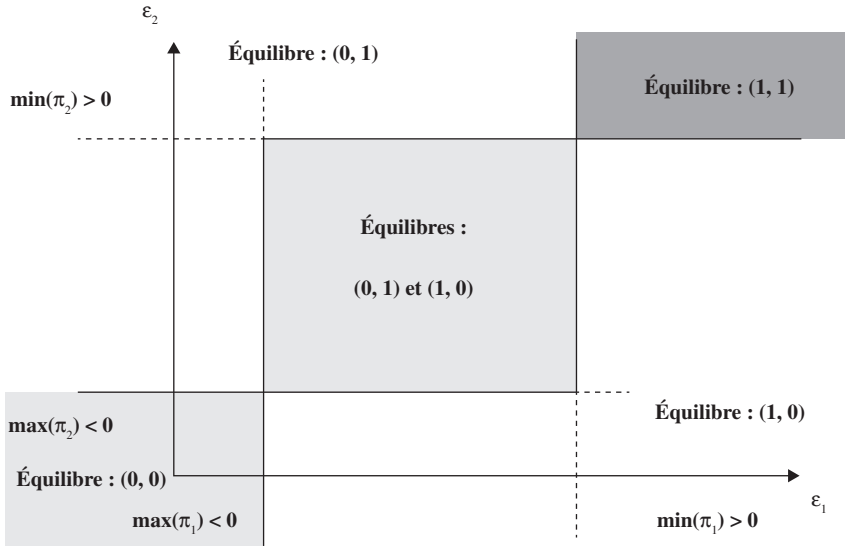 ε₂
Équilibre : (0, 1)
Équilibre : (1, 1)
min(π₂) > 0
Équilibres :
(0, 1) et (1, 0)
max(π₂) < 0
Équilibre : (1, 0)
Équilibre : (0, 0)
ε₁
max(π₁) < 0
min(π₁) > 0